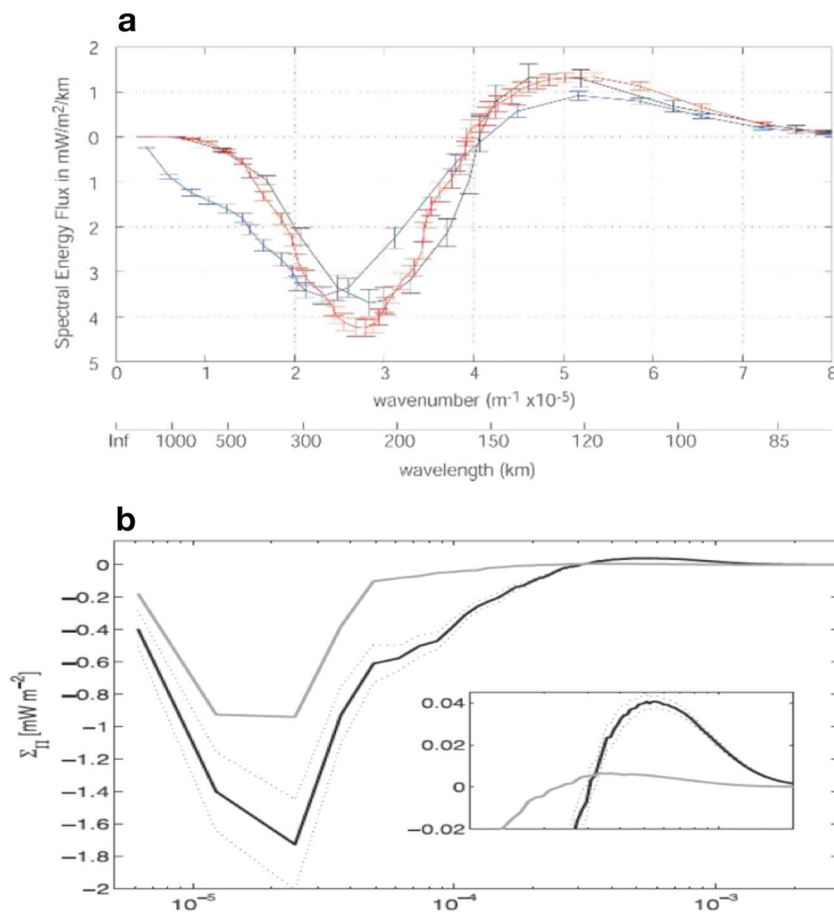 a
Spectral Energy Flux in mW/m²/km
2
1
0
1
2
3
4
5
0 1 2 3 4 5 6 7 8
wavenumber (m⁻¹ x10⁻⁵)
Inf 1000 500 300 200 150 120 100 85
wavelength (km)
b
Σ_Π [mW m⁻²]
0
−0.2
−0.4
−0.6
−0.8
−1
−1.2
−1.4
−1.6
−1.8
−2
0.04
0.02
0
−0.02
10⁻⁵ 10⁻⁴ 10⁻³